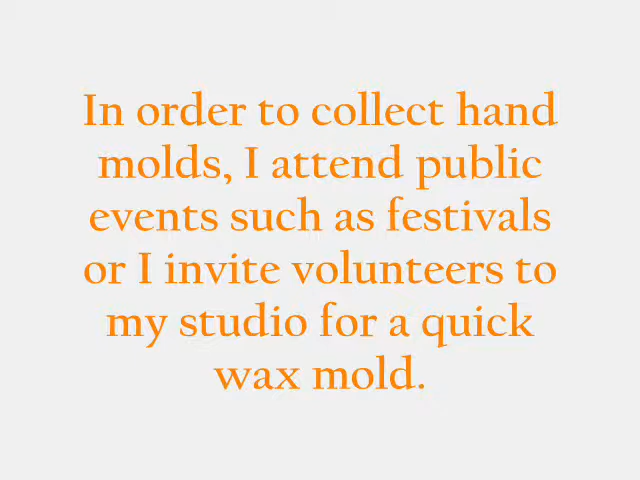 In order to collect hand
molds, I attend public
events such as festivals
or I invite volunteers to
my studio for a quick
wax mold.